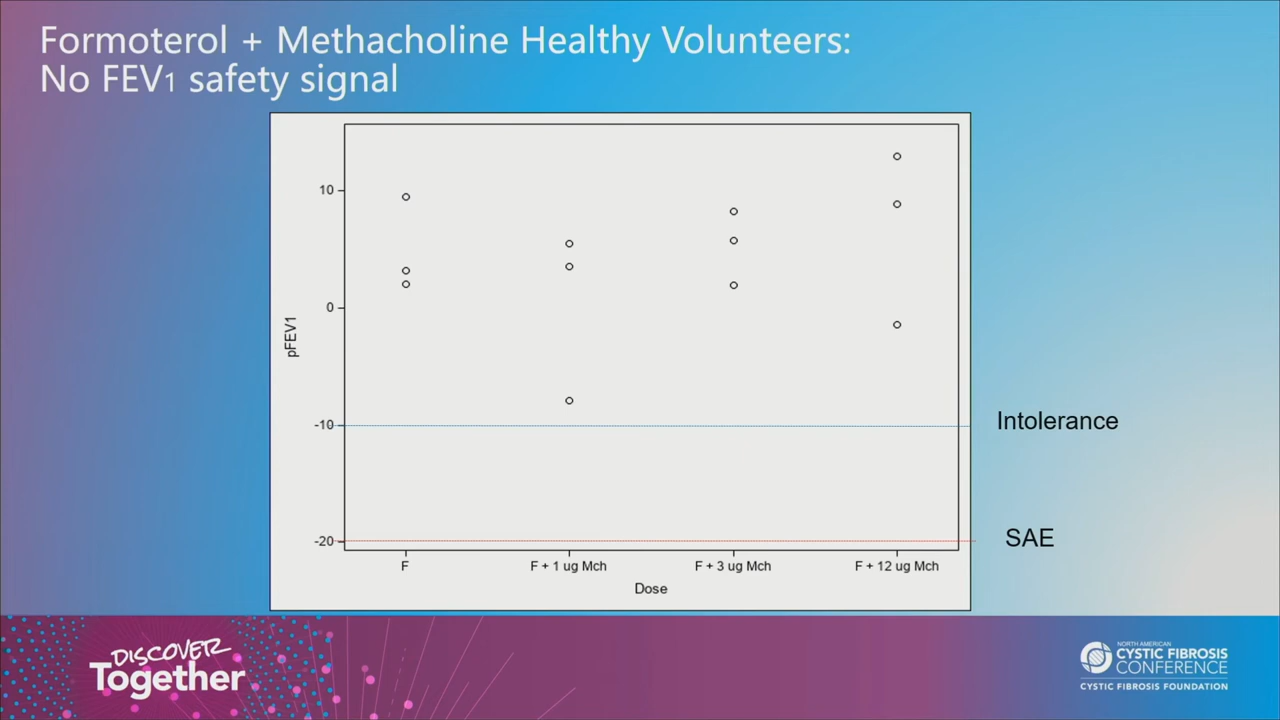 Formoterol + Methacholine Healthy Volunteers:
No FEV1 safety signal
10
0
-10
-20
pFEV1
F
F + 1 ug Mch
F + 3 ug Mch
F + 12 ug Mch
Dose
Intolerance
SAE
DISCOVER
Together
NORTH AMERICAN
CYSTIC FIBROSIS
CONFERENCE
CYSTIC FIBROSIS FOUNDATION